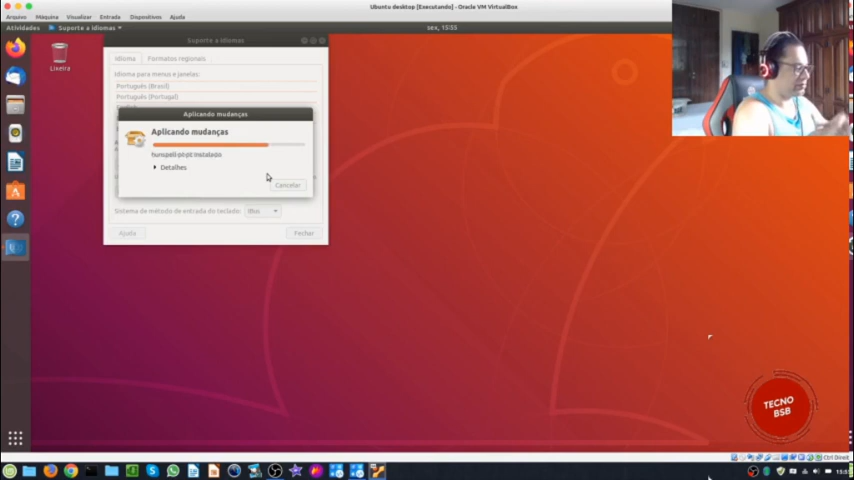 Ubuntu desktop [Executando] - Oracle VM VirtualBox
Arquivo Máquina Visualizar Entrada Dispositivos Ajuda
Atividades Suporte a idiomas sex, 15:55
Lixeira
Suporte a idiomas
Idioma Formatos regionais
Idioma para menus e janelas:
Português (Brasil)
Português (Portugal)
Aplicando mudanças
Aplicando mudanças
hunspell-pt-pt instalado
Detalhes
Cancelar
Sistema de método de entrada do teclado: IBus
Ajuda Fechar
TECNO
BSB
Ctrl Direit